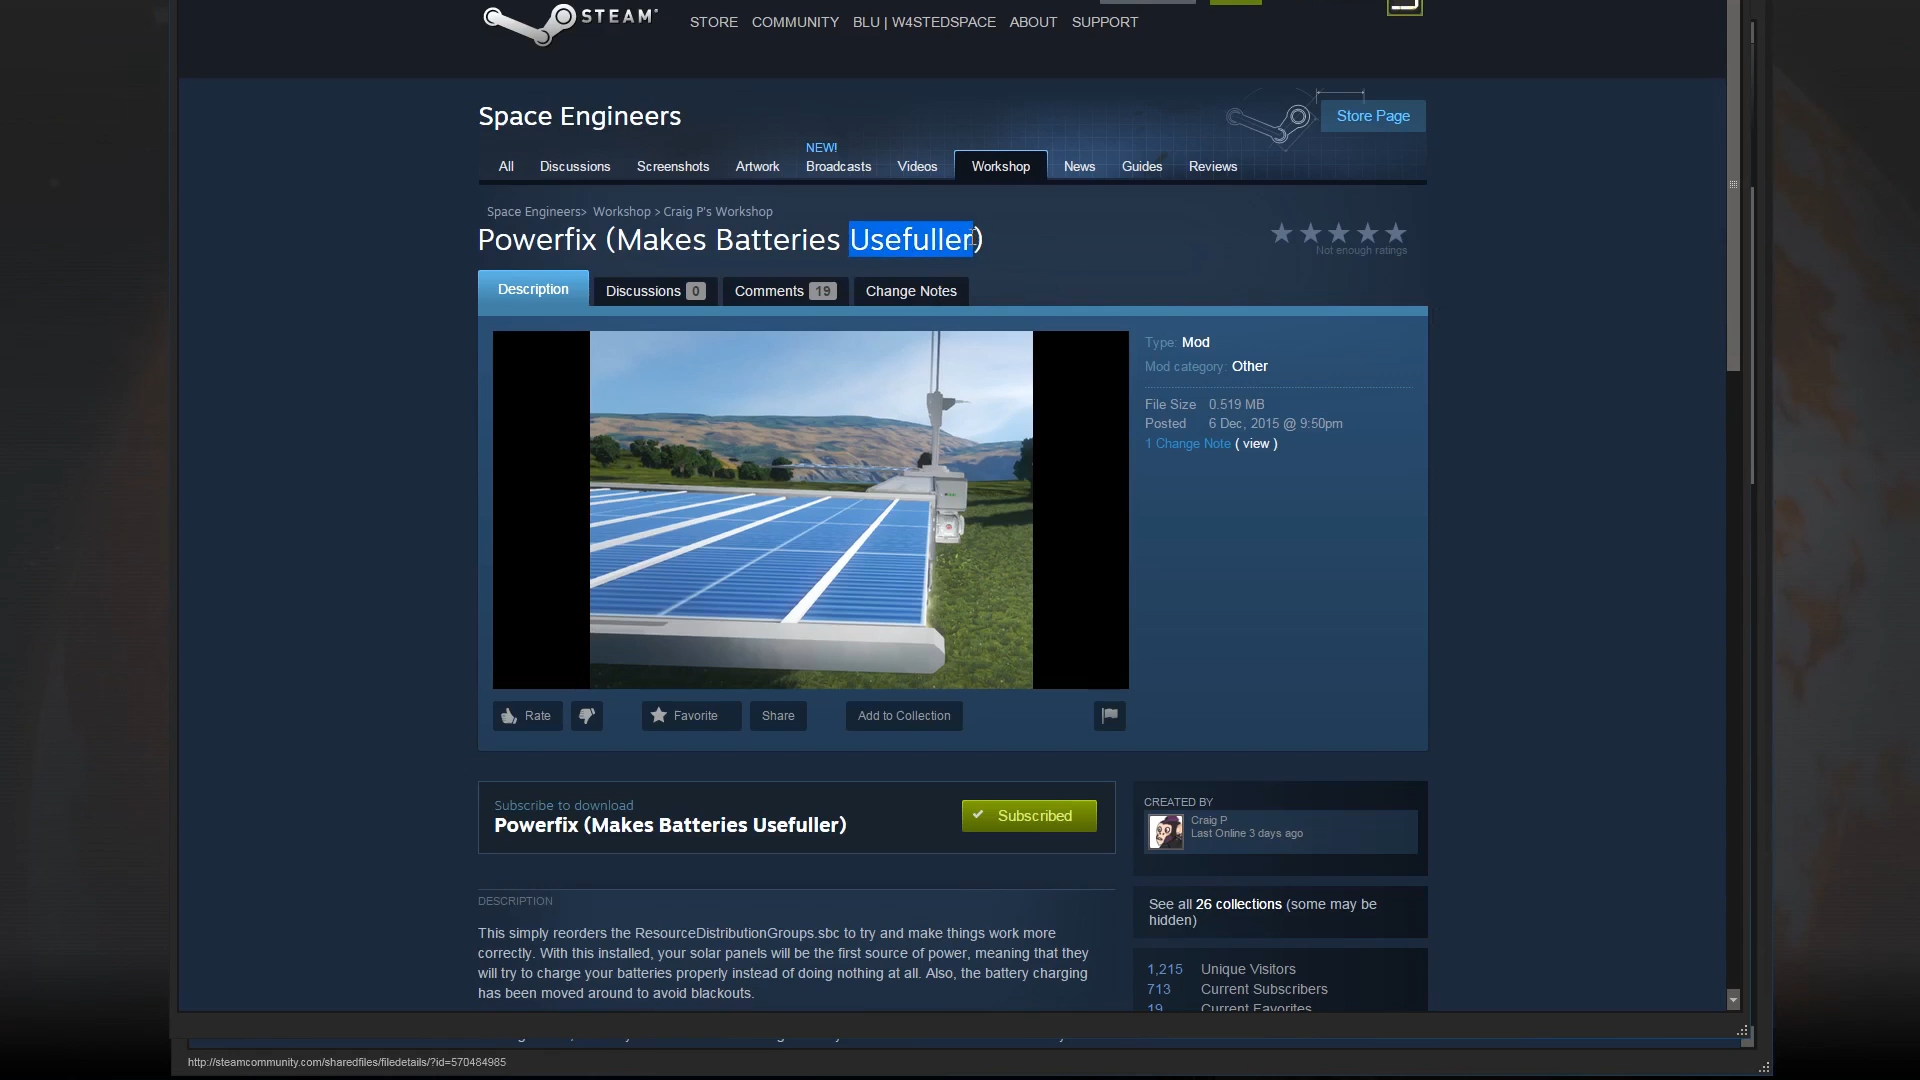 STEAM®
STORE COMMUNITY BLU | W4STEDSPACE ABOUT SUPPORT
Space Engineers
Store Page
NEW!
All Discussions Screenshots Artwork Broadcasts Videos Workshop News Guides Reviews
Space Engineers> Workshop > Craig P's Workshop
Powerfix (Makes Batteries Usefuller)
Not enough ratings
Description Discussions 0 Comments 19 Change Notes
Type: Mod
Mod category: Other
File Size 0.519 MB
Posted 6 Dec, 2015 @ 9:50pm
1 Change Note ( view )
Rate Favorite Share Add to Collection
Subscribe to download
Powerfix (Makes Batteries Usefuller)
Subscribed
CREATED BY
Craig P
Last Online 3 days ago
See all 26 collections (some may be
hidden)
DESCRIPTION
This simply reorders the ResourceDistributionGroups.sbc to try and make things work more
correctly. With this installed, your solar panels will be the first source of power, meaning that they
will try to charge your batteries properly instead of doing nothing at all. Also, the battery charging
has been moved around to avoid blackouts.
1,215 Unique Visitors
713 Current Subscribers
19 Current Favorites
http://steamcommunity.com/sharedfiles/filedetails/?id=570484985